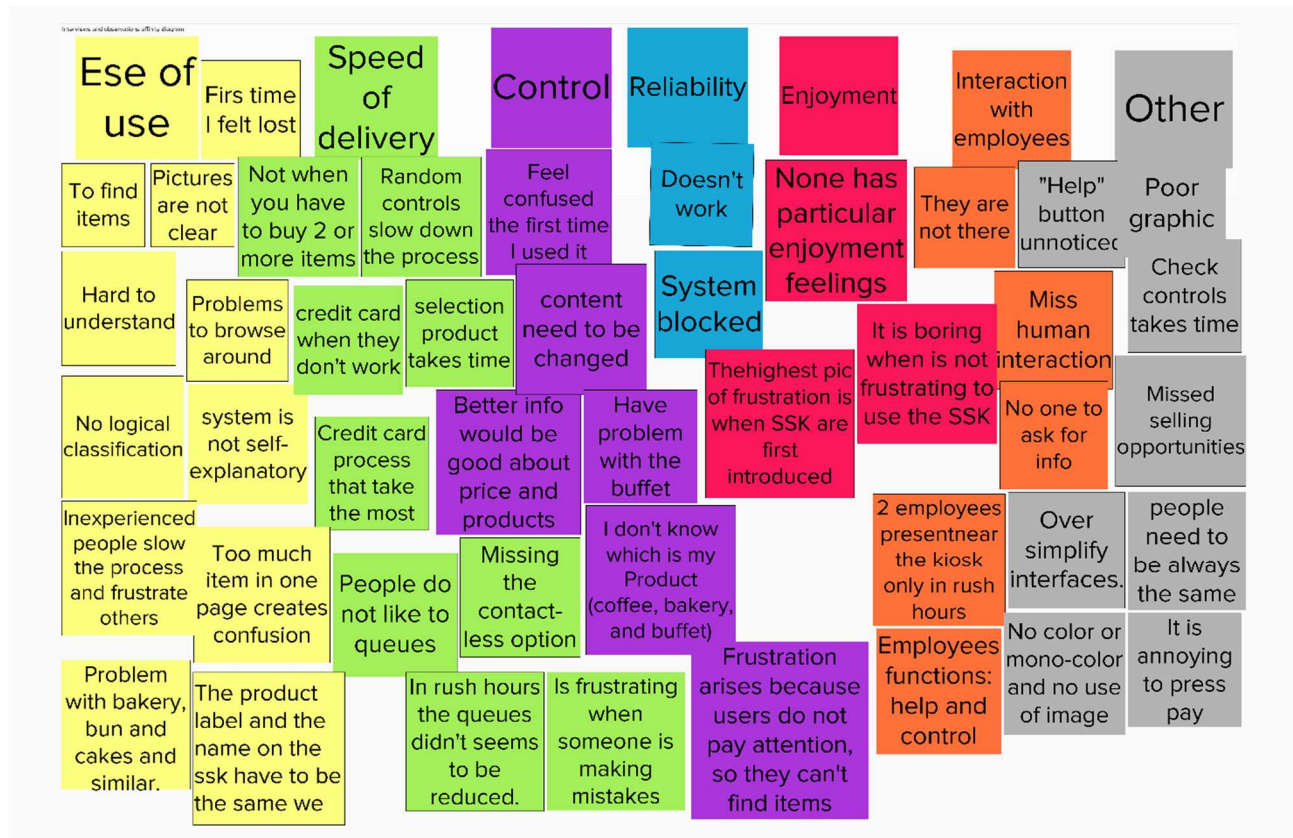 Interviews and observations affinity diagram
Ese of
use
Firs time
I felt lost
To find
items
Pictures
are not
clear
Hard to
understand
Problems
to browse
around
No logical
classification
system is
not self-
explanatory
Inexperienced
people slow
the process
and frustrate
others
Too much
item in one
page creates
confusion
Problem
with bakery,
bun and
cakes and
similar.
The product
label and the
name on the
ssk have to be
the same we
Speed
of
delivery
Not when
you have
to buy 2 or
more items
Random
controls
slow down
the process
credit card
when they
don't work
selection
product
takes time
Credit card
process
that take
the most
People do
not like to
queues
Missing
the
contact-
less option
In rush hours
the queues
didn't seems
to be
reduced.
Is frustrating
when
someone is
making
mistakes
Control
Feel
confused
the first time
I used it
content
need to be
changed
Better info
would be
good about
price and
products
Have
problem
with the
buffet
I don't know
which is my
Product
(coffee, bakery,
and buffet)
Frustration
arises because
users do not
pay attention,
so they can't
find items
Reliability
Doesn't
work
System
blocked
Enjoyment
None has
particular
enjoyment
feelings
It is boring
when is not
frustrating to
use the SSK
Thehighest pic
of frustration is
when SSK are
first
introduced
Interaction
with
employees
They are
not there
Miss
human
interaction
No one to
ask for
info
2 employees
presentnear
the kiosk
only in rush
hours
Employees
functions:
help and
control
Other
"Help"
button
unnoticed
Poor
graphic
Check
controls
takes time
Missed
selling
opportunities
Over
simplify
interfaces.
people
need to
be always
the same
No color or
mono-color
and no use
of image
It is
annoying
to press
pay